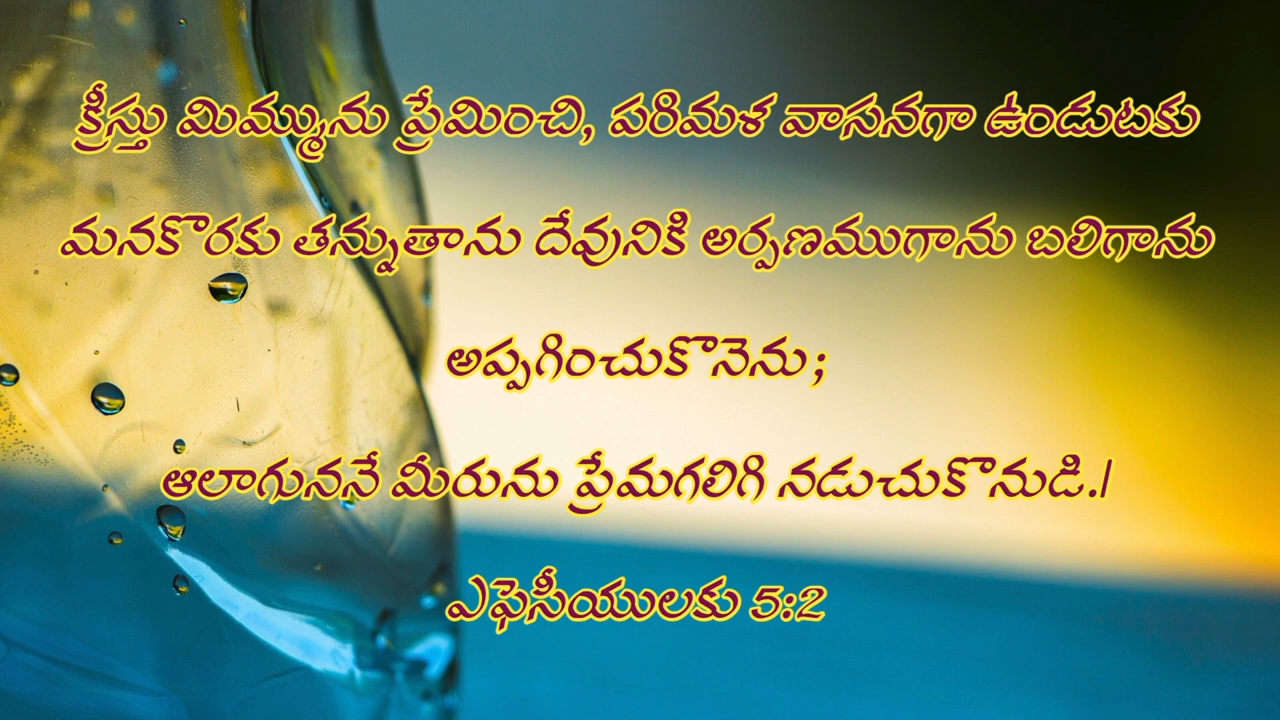 క్రీస్తు మిమ్మును ప్రేమించి, పరిమళ వాసనగా ఉండుటకు
మనకొరకు తన్నుతాను దేవునికి అర్పణముగాను బలిగాను
అప్పగించుకొనెను;
ఆలాగుననే మీరును ప్రేమగలిగి నడుచుకొనుడి./
ఎఫెసీయులకు 5:2